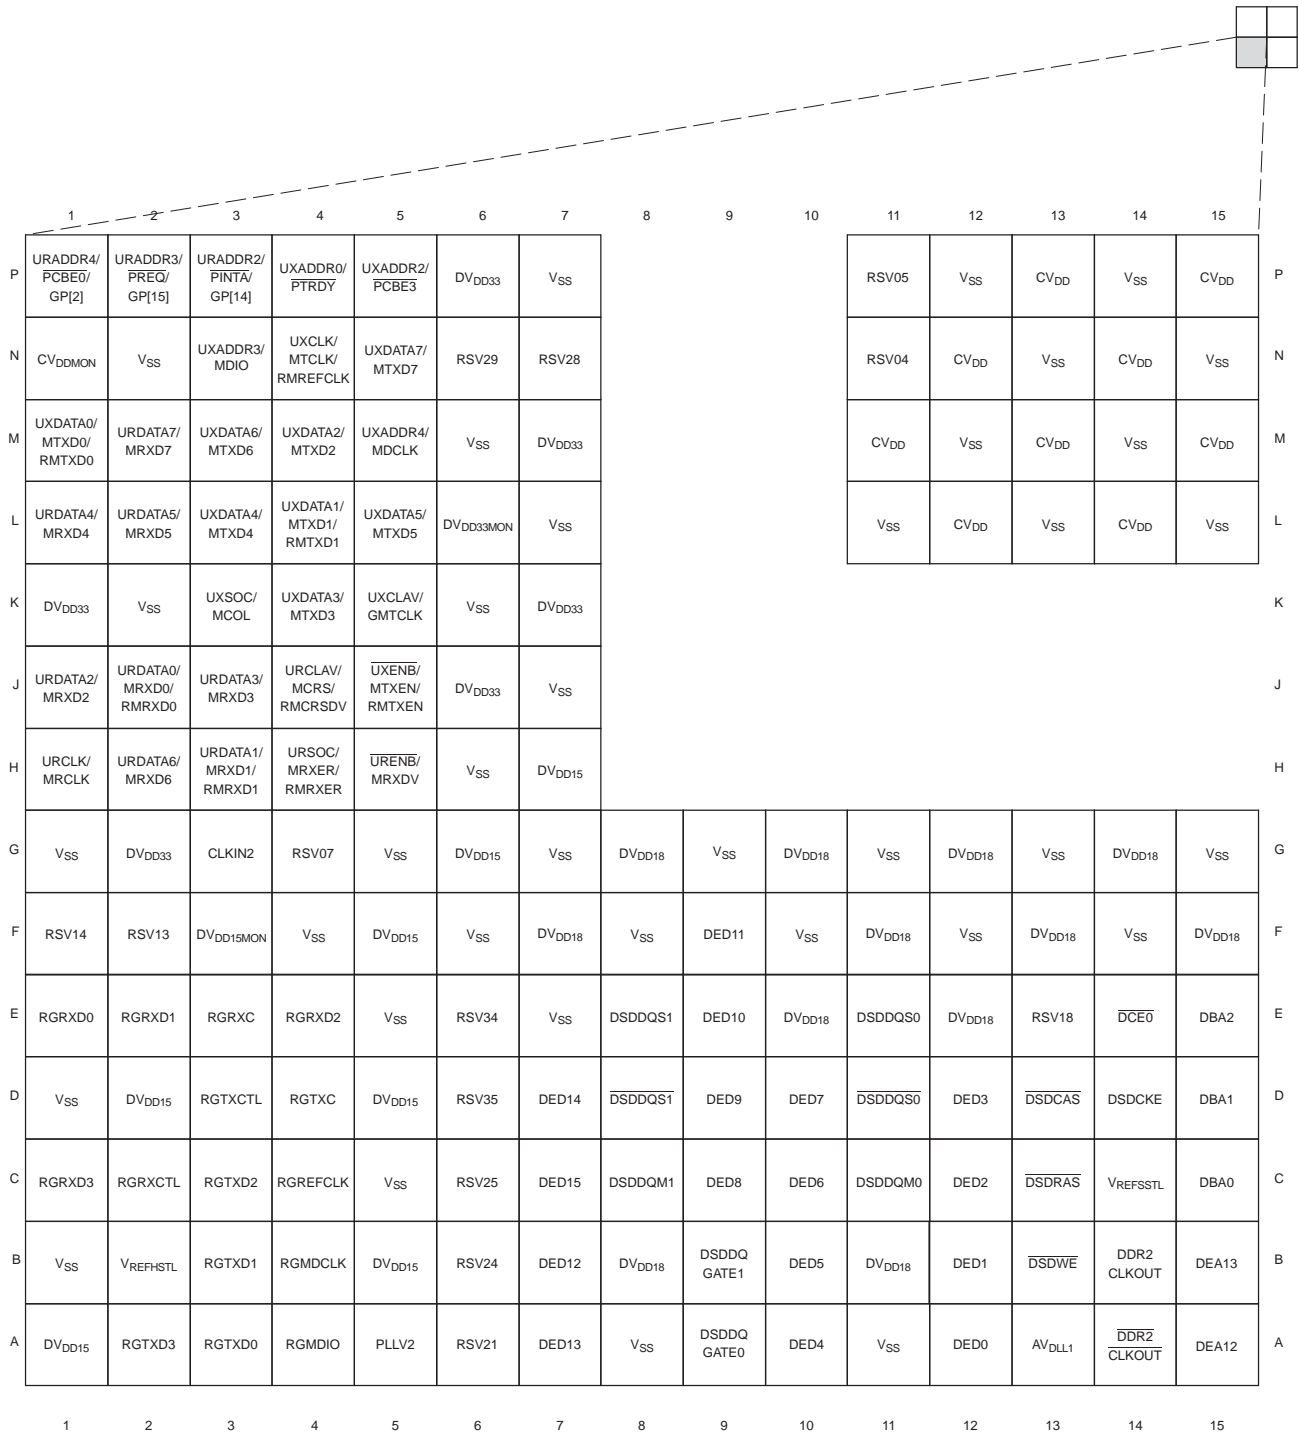 1 2 3 4 5 6 7 8 9 10 11 12 13 14 15
P URADDR4/ PCBE0/ GP[2] URADDR3/ PREQ/ GP[15] URADDR2/ PINTA/ GP[14] UXADDR0/ PTRDY UXADDR2/ PCBE3 DVDD33 VSS RSV05 VSS CVDD VSS CVDD P
N CVDDMON VSS UXADDR3/ MDIO UXCLK/ MTCLK/ RMREFCLK UXDATA7/ MTXD7 RSV29 RSV28 RSV04 CVDD VSS CVDD VSS N
M UXDATA0/ MTXD0/ RMTXD0 URDATA7/ MRXD7 UXDATA6/ MTXD6 UXDATA2/ MTXD2 UXADDR4/ MDCLK VSS DVDD33 CVDD VSS CVDD VSS CVDD M
L URDATA4/ MRXD4 URDATA5/ MRXD5 UXDATA4/ MTXD4 UXDATA1/ MTXD1/ RMTXD1 UXDATA5/ MTXD5 DVDD33MON VSS VSS CVDD VSS CVDD VSS L
K DVDD33 VSS UXSOC/ MCOL UXDATA3/ MTXD3 UXCLAV/ GMTCLK VSS DVDD33 K
J URDATA2/ MRXD2 URDATA0/ MRXD0/ RMRXD0 URDATA3/ MRXD3 URCLAV/ MCRS/ RMCRSDV UXENB/ MTXEN/ RMTXEN DVDD33 VSS J
H URCLK/ MRCLK URDATA6/ MRXD6 URDATA1/ MRXD1/ RMRXD1 URSOC/ MRXER/ RMRXER URENB/ MRXDV VSS DVDD15 H
G VSS DVDD33 CLKIN2 RSV07 VSS DVDD15 VSS DVDD18 VSS DVDD18 VSS DVDD18 VSS DVDD18 VSS G
F RSV14 RSV13 DVDD15MON VSS DVDD15 VSS DVDD18 VSS DED11 VSS DVDD18 VSS DVDD18 VSS DVDD18 F
E RGRXD0 RGRXD1 RGRXC RGRXD2 VSS RSV34 VSS DSDDQS1 DED10 DVDD18 DSDDQS0 DVDD18 RSV18 DCE0 DBA2 E
D VSS DVDD15 RGTXCTL RGTXC DVDD15 RSV35 DED14 DSDDQS1 DED9 DED7 DSDDQS0 DED3 DSDCAS DSDCKE DBA1 D
C RGRXD3 RGRXCTL RGTXD2 RGREFCLK VSS RSV25 DED15 DSDDQM1 DED8 DED6 DSDDQM0 DED2 DSDRAS VREFSSTL DBA0 C
B VSS VREFHSTL RGTXD1 RGMDCLK DVDD15 RSV24 DED12 DVDD18 DSDDQ GATE1 DED5 DVDD18 DED1 DSDWE DDR2 CLKOUT DEA13 B
A DVDD15 RGTXD3 RGTXD0 RGMDIO PLLV2 RSV21 DED13 VSS DSDDQ GATE0 DED4 VSS DED0 AVDLL1 DDR2 CLKOUT DEA12 A
1 2 3 4 5 6 7 8 9 10 11 12 13 14 15